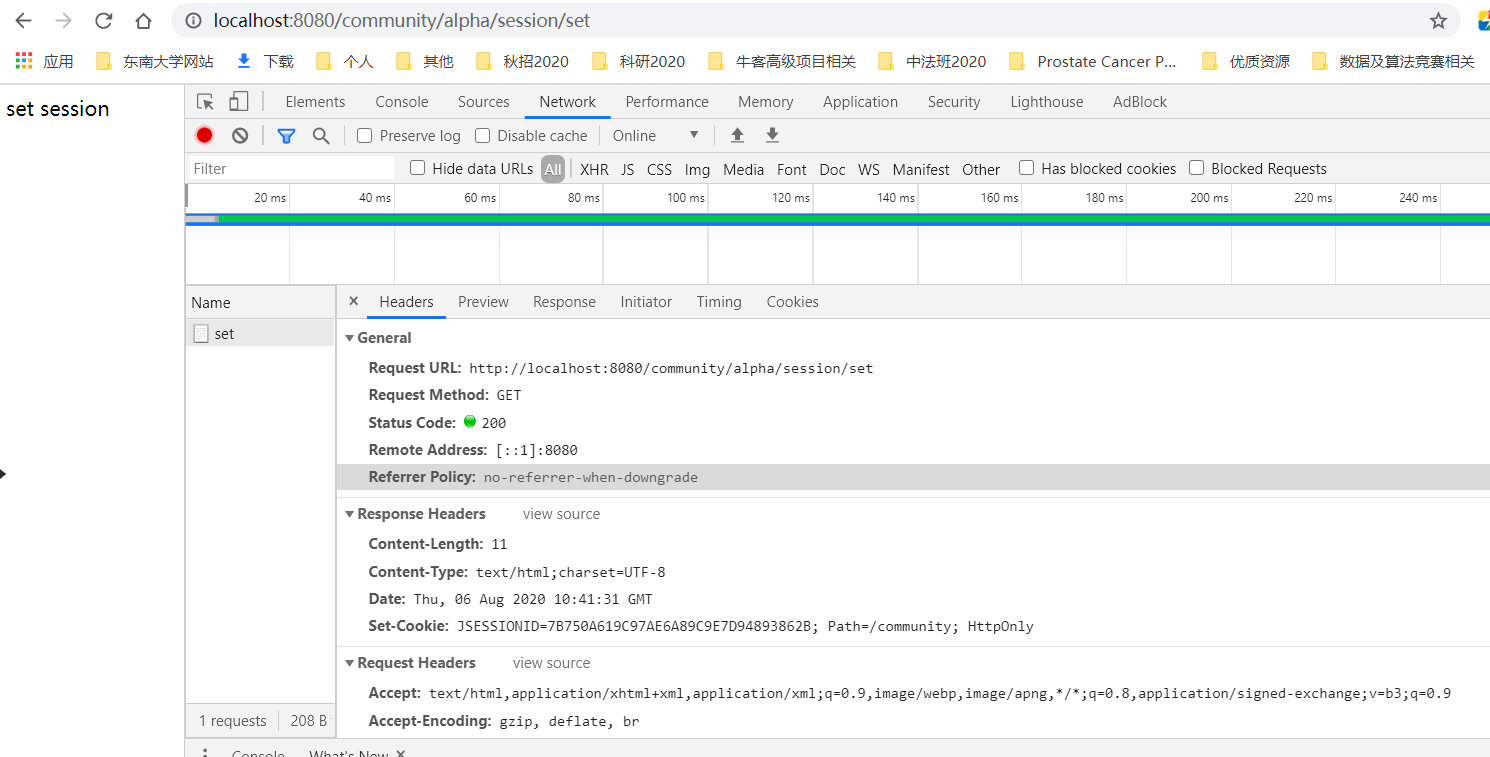 localhost:8080/community/alpha/session/set
应用 东南大学网站 下载 个人 其他 秋招2020 科研2020 牛客高级项目相关 中法班2020 Prostate Cancer P... 优质资源 数据及算法竞赛相关
set session
Elements Console Sources Network Performance Memory Application Security Lighthouse AdBlock
Preserve log Disable cache Online
Filter Hide data URLs All XHR JS CSS Img Media Font Doc WS Manifest Other Has blocked cookies Blocked Requests
20 ms 40 ms 60 ms 80 ms 100 ms 120 ms 140 ms 160 ms 180 ms 200 ms 220 ms 240 ms
Name
set
1 requests 208 B
Headers Preview Response Initiator Timing Cookies
General
Request URL: http://localhost:8080/community/alpha/session/set
Request Method: GET
Status Code: 200
Remote Address: [::1]:8080
Referrer Policy: no-referrer-when-downgrade
Response Headers view source
Content-Length: 11
Content-Type: text/html;charset=UTF-8
Date: Thu, 06 Aug 2020 10:41:31 GMT
Set-Cookie: JSESSIONID=7B750A619C97AE6A89C9E7D94893862B; Path=/community; HttpOnly
Request Headers view source
Accept: text/html,application/xhtml+xml,application/xml;q=0.9,image/webp,image/apng,*/*;q=0.8,application/signed-exchange;v=b3;q=0.9
Accept-Encoding: gzip, deflate, br
Console What's New